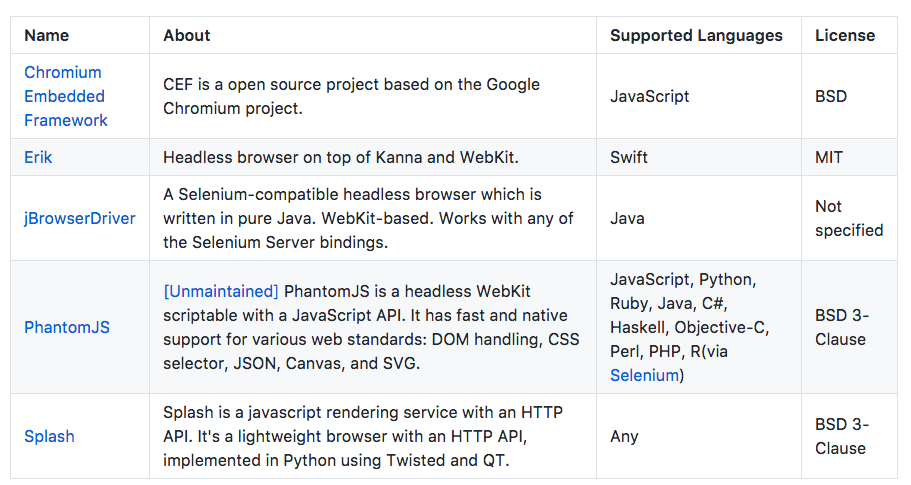 Name About Supported Languages License
Chromium
Embedded
Framework
CEF is a open source project based on the Google
Chromium project.
JavaScript
BSD
Erik
Headless browser on top of Kanna and WebKit.
Swift
MIT
jBrowserDriver
A Selenium-compatible headless browser which is
written in pure Java. WebKit-based. Works with any of
the Selenium Server bindings.
Java
Not
specified
PhantomJS
[Unmaintained] PhantomJS is a headless WebKit
scriptable with a JavaScript API. It has fast and native
support for various web standards: DOM handling, CSS
selector, JSON, Canvas, and SVG.
JavaScript, Python,
Ruby, Java, C#,
Haskell, Objective-C,
Perl, PHP, R(via
Selenium)
BSD 3-
Clause
Splash
Splash is a javascript rendering service with an HTTP
API. It's a lightweight browser with an HTTP API,
implemented in Python using Twisted and QT.
Any
BSD 3-
Clause